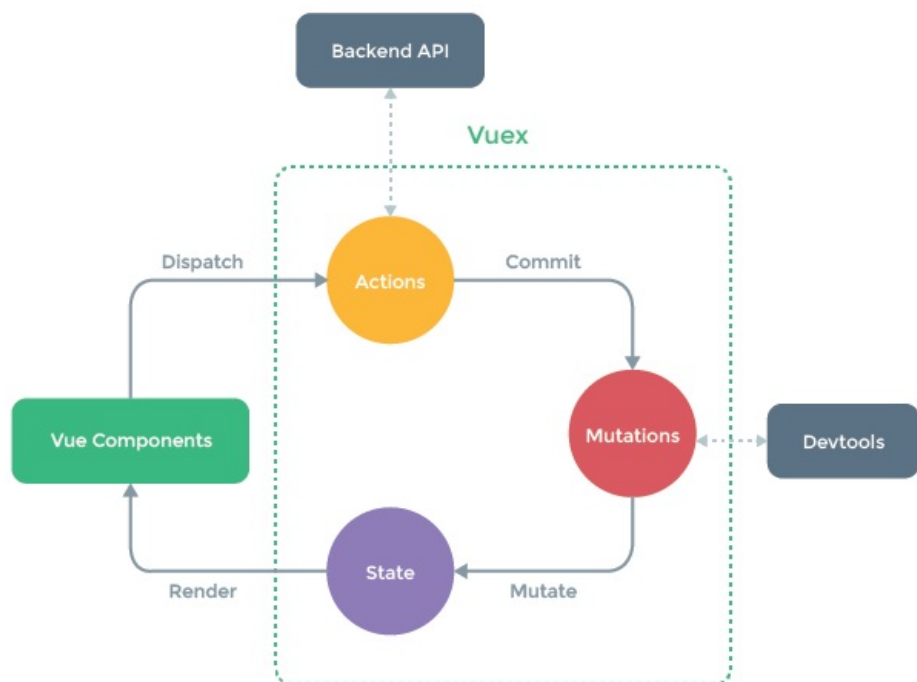 Backend API
Vuex
Dispatch
Actions
Commit
Vue Components
Mutations
Devtools
Render
State
Mutate